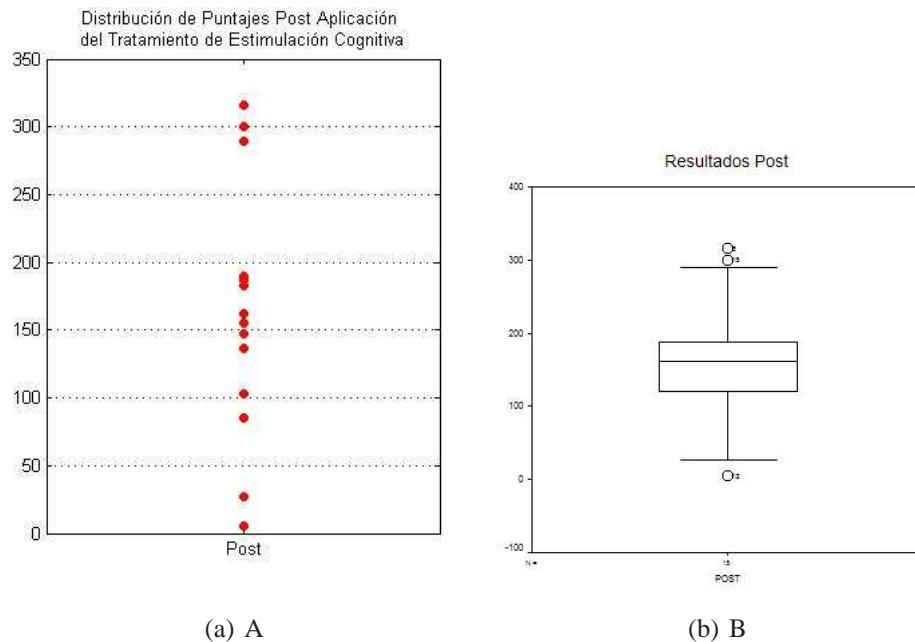 Distribución de Puntajes Post Aplicación
del Tratamiento de Estimulación Cognitiva
350
300
250
200
150
100
50
0
Post
(a) A
Resultados Post
400
300
200
100
0
-100
N =
15
POST
(b) B